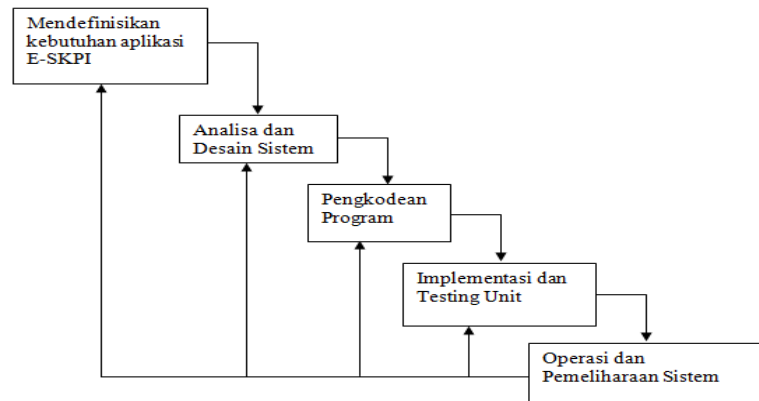 Mendefinisikan
kebutuhan aplikasi
E-SKPI
Analisa dan
Desain Sistem
Pengkodean
Program
Implementasi dan
Testing Unit
Operasi dan
Pemeliharaan Sistem